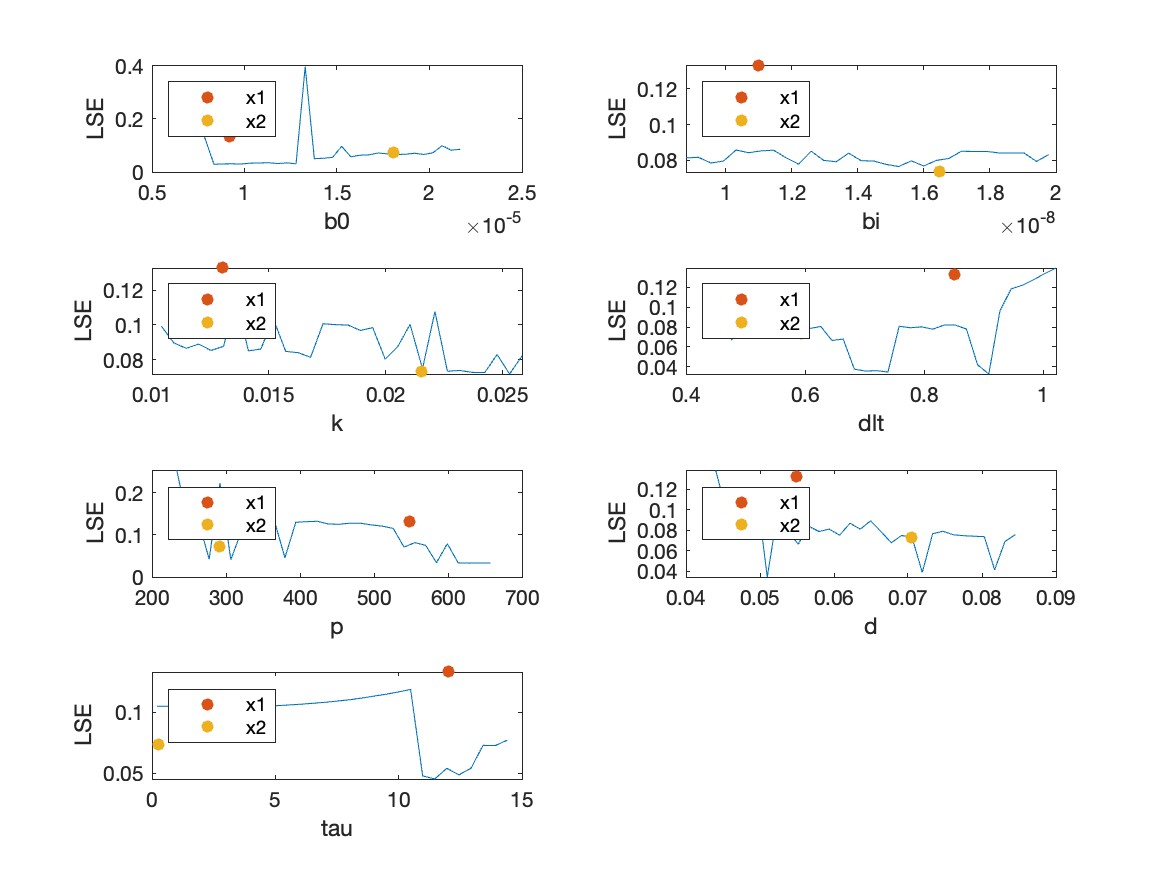 0.4
0.2
0
LSE
x1
x2
0.5 1 1.5 2 2.5
b0 ×10-5
0.12
0.1
0.08
LSE
x1
x2
1 1.2 1.4 1.6 1.8 2
bi ×10-8
0.12
0.1
0.08
LSE
x1
x2
0.01 0.015 0.02 0.025
k
0.12
0.1
0.08
0.06
0.04
LSE
x1
x2
0.4 0.6 0.8 1
dlt
0.2
0.1
0
LSE
x1
x2
200 300 400 500 600 700
p
0.12
0.1
0.08
0.06
0.04
LSE
x1
x2
0.04 0.05 0.06 0.07 0.08 0.09
d
0.1
0.05
LSE
x1
x2
0 5 10 15
tau